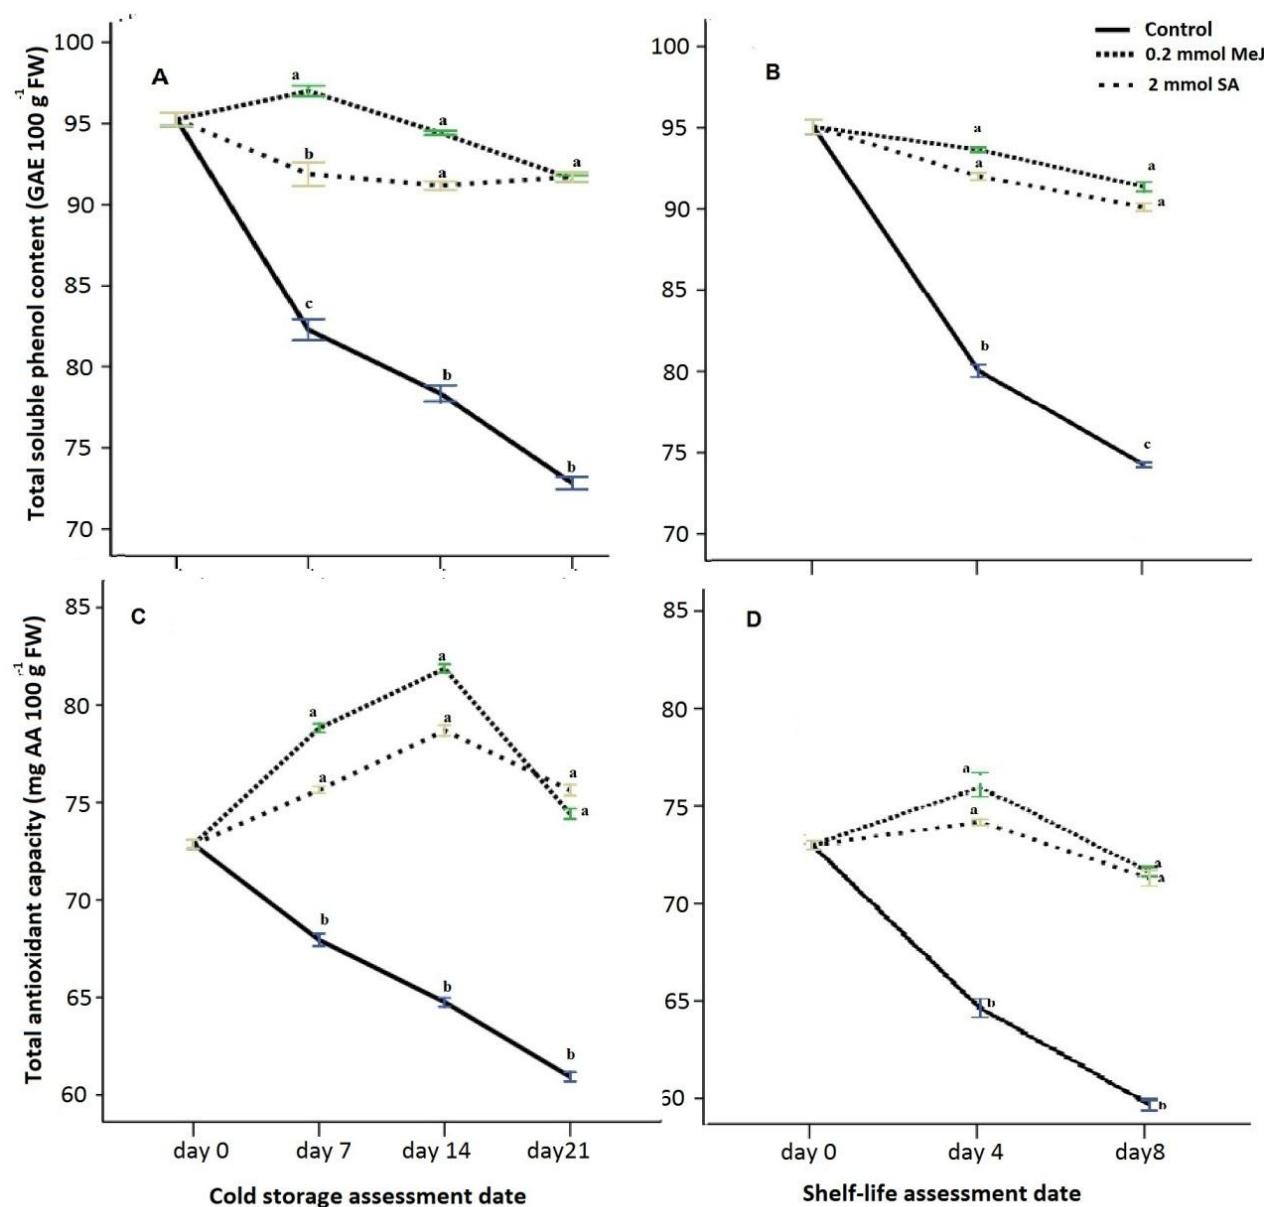 Control
0.2 mmol MeJ
2 mmol SA
A
B
Total soluble phenol content (GAE 100 g⁻¹ FW)
100
95
90
85
80
75
70
a
b
c
a
a
b
a
b
100
95
90
85
80
75
70
a
a
b
a
a
c
C
D
Total antioxidant capacity (mg AA 100 g⁻¹ FW)
85
80
75
70
65
60
a
a
b
a
a
b
a
a
b
day 0
day 7
day 14
day21
Cold storage assessment date
85
80
75
70
65
60
a
a
b
a
a
b
day 0
day 4
day8
Shelf-life assessment date